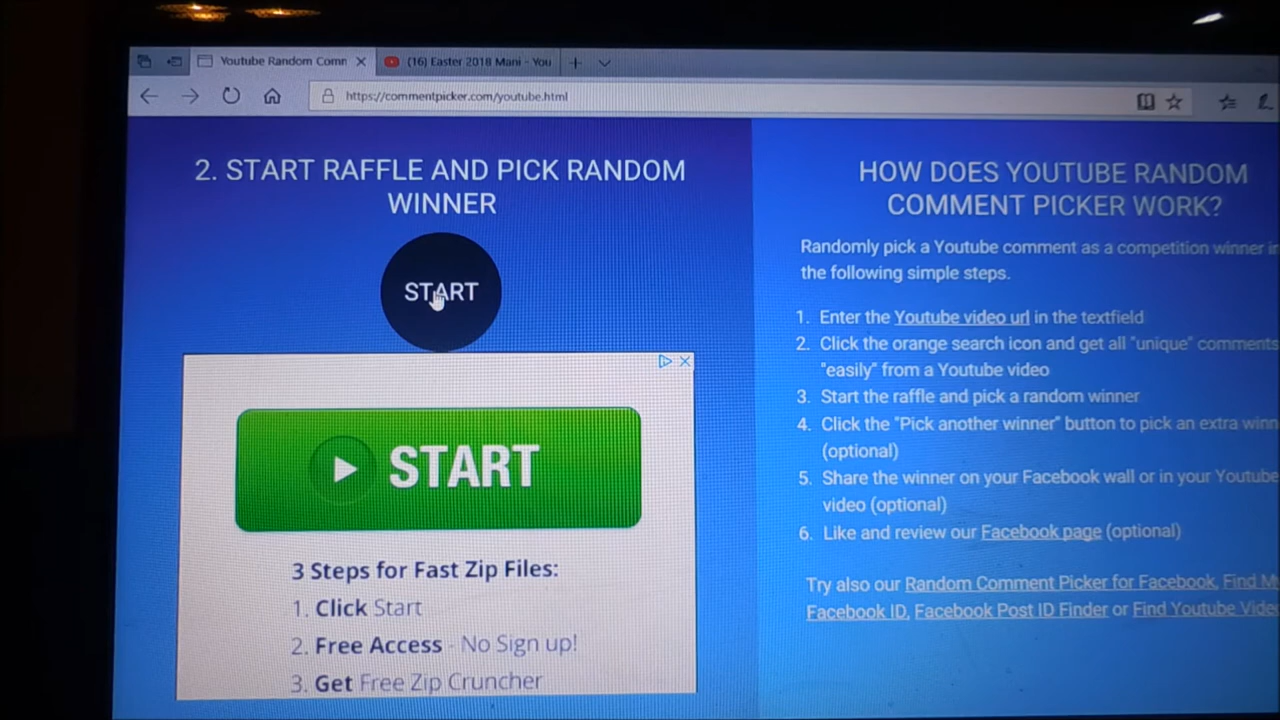 Youtube Random Comn
(16) Easter 2018 Mani - You
https://commentpicker.com/youtube.html
2. START RAFFLE AND PICK RANDOM
WINNER
START
START
3 Steps for Fast Zip Files:
1. Click Start
2. Free Access - No Sign up!
3. Get Free Zip Cruncher
HOW DOES YOUTUBE RANDOM
COMMENT PICKER WORK?
Randomly pick a Youtube comment as a competition winner in
the following simple steps.
1. Enter the Youtube video url in the textfield
2. Click the orange search icon and get all "unique" comments
"easily" from a Youtube video
3. Start the raffle and pick a random winner
4. Click the "Pick another winner" button to pick an extra winn
(optional)
5. Share the winner on your Facebook wall or in your Youtube
video (optional)
6. Like and review our Facebook page (optional)
Try also our Random Comment Picker for Facebook, Find M
Facebook ID, Facebook Post ID Finder or Find Youtube Vide